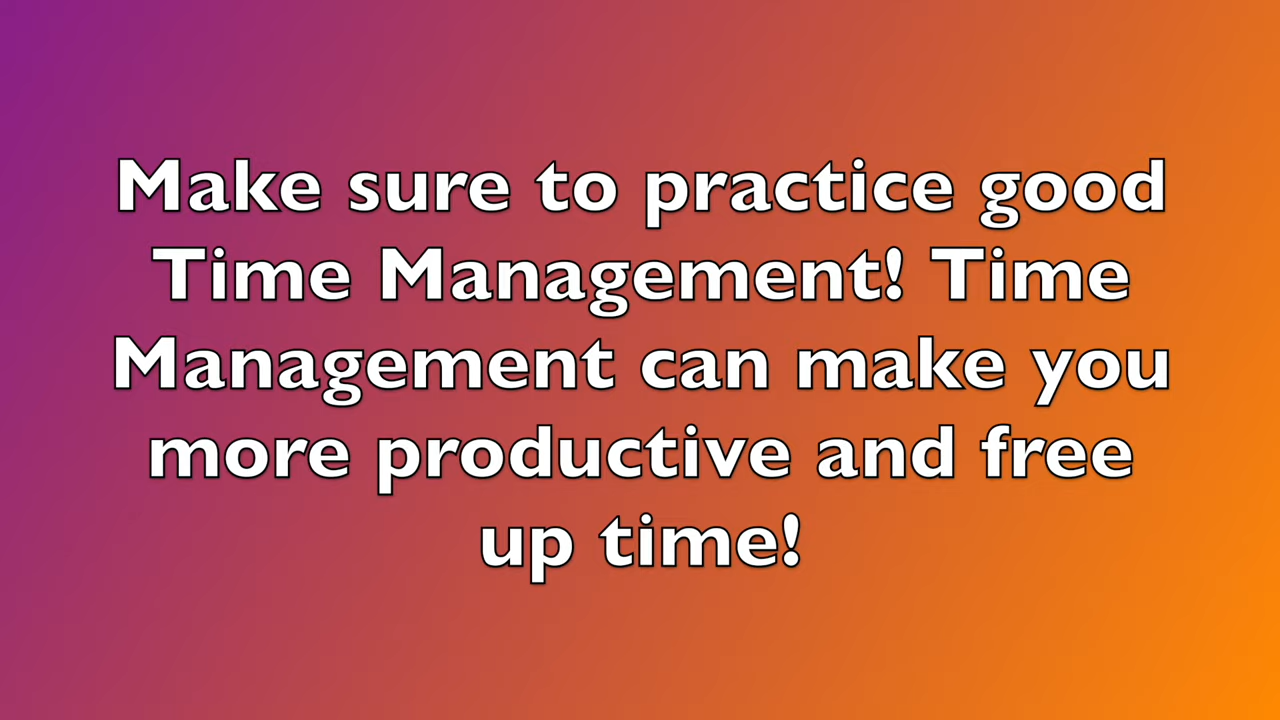 Make sure to practice good
Time Management! Time
Management can make you
more productive and free
up time!